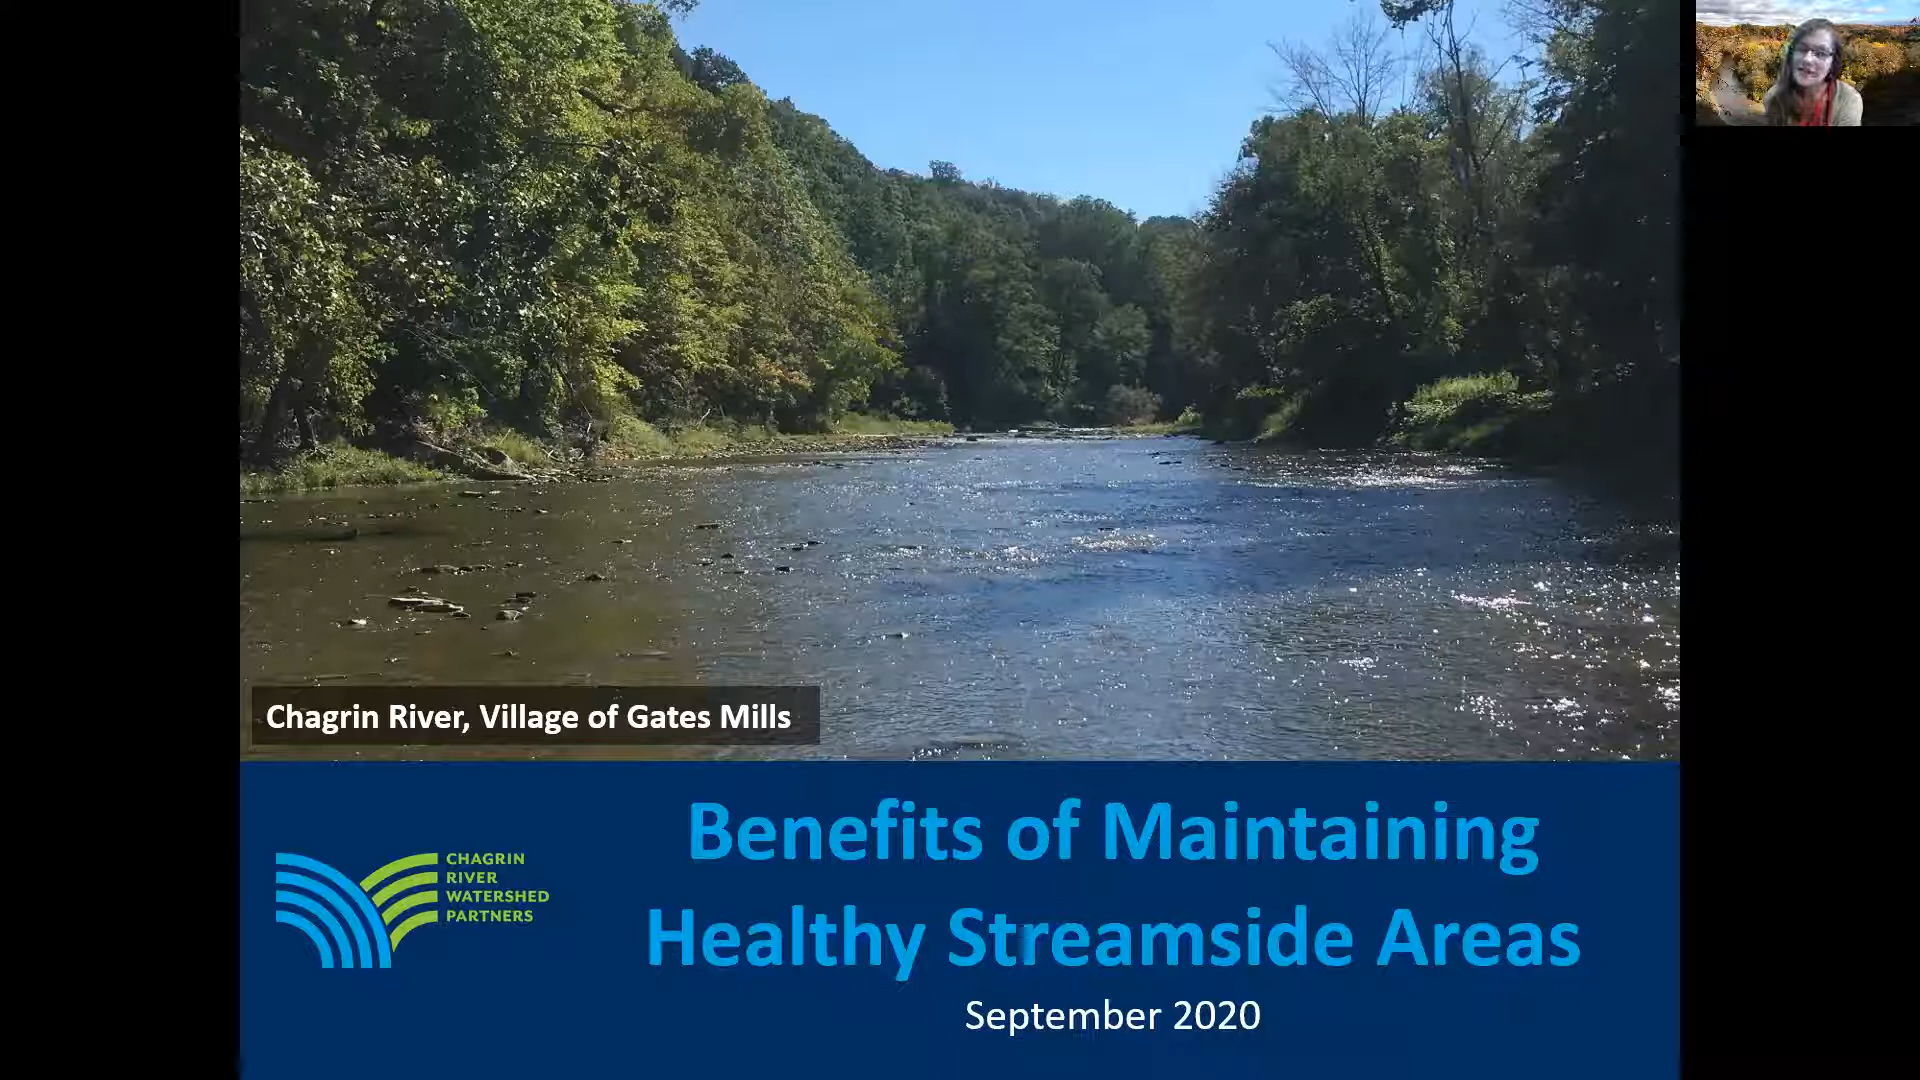 Chagrin River, Village of Gates Mills
CHAGRIN
RIVER
WATERSHED
PARTNERS
Benefits of Maintaining
Healthy Streamside Areas
September 2020